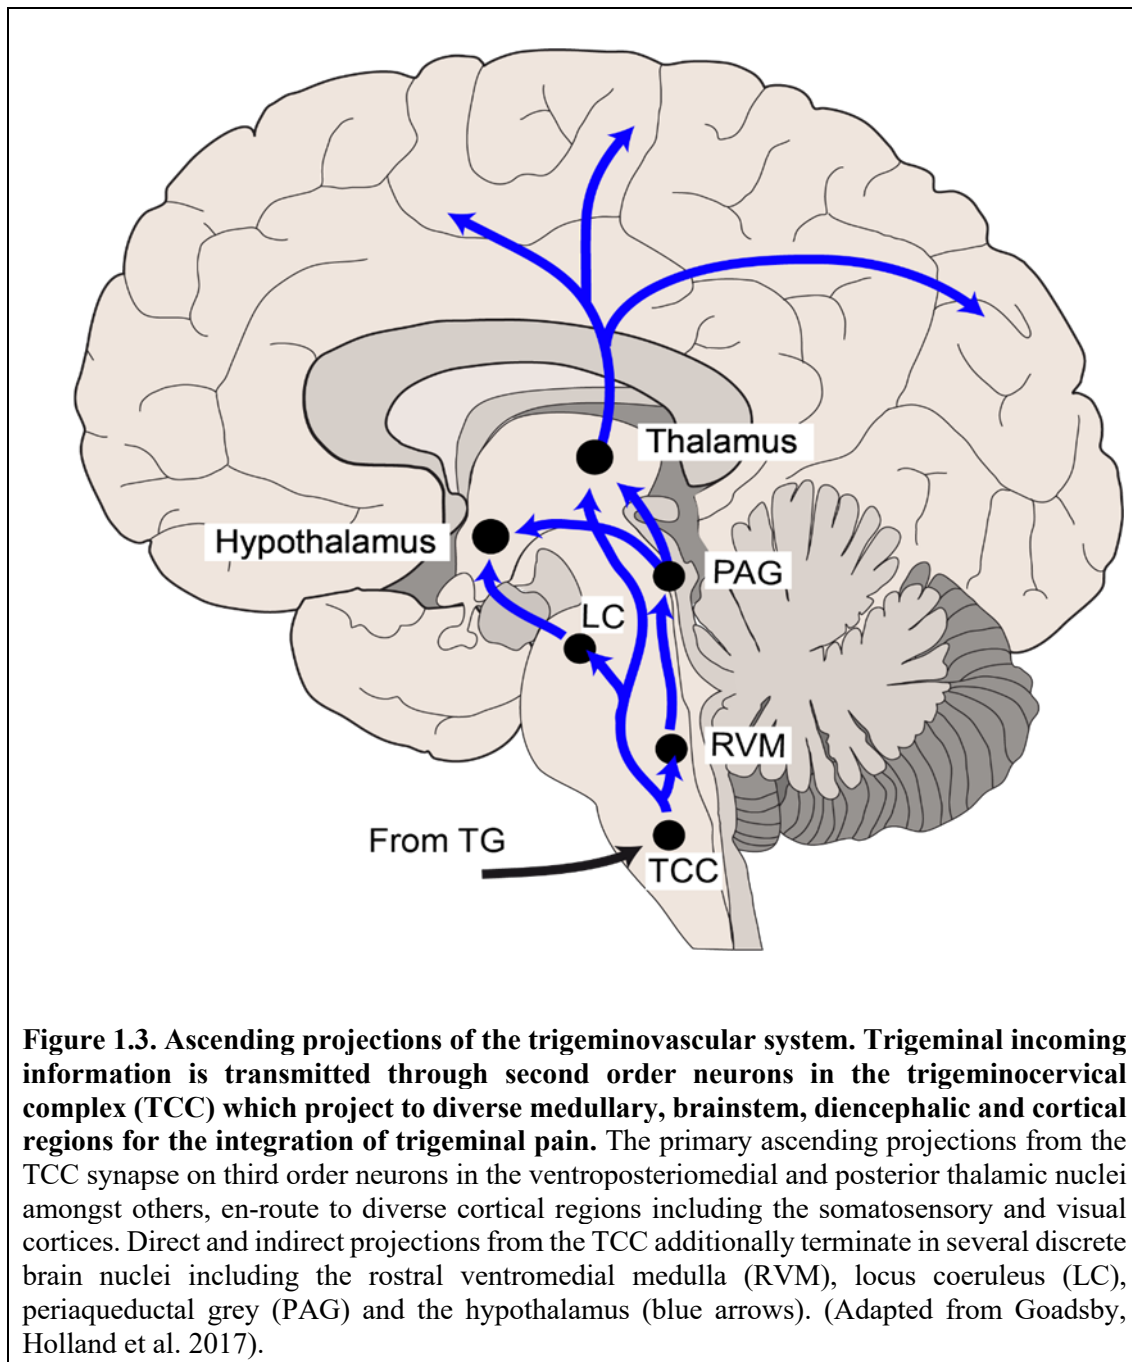 Thalamus
Hypothalamus
PAG
LC
RVM
From TG
TCC
Figure 1.3. Ascending projections of the trigeminovascular system. Trigeminal incoming
information is transmitted through second order neurons in the trigeminocervical
complex (TCC) which project to diverse medullary, brainstem, diencephalic and cortical
regions for the integration of trigeminal pain. The primary ascending projections from the
TCC synapse on third order neurons in the ventroposteriomedial and posterior thalamic nuclei
amongst others, en-route to diverse cortical regions including the somatosensory and visual
cortices. Direct and indirect projections from the TCC additionally terminate in several discrete
brain nuclei including the rostral ventromedial medulla (RVM), locus coeruleus (LC),
periaqueductal grey (PAG) and the hypothalamus (blue arrows). (Adapted from Goadsby,
Holland et al. 2017).